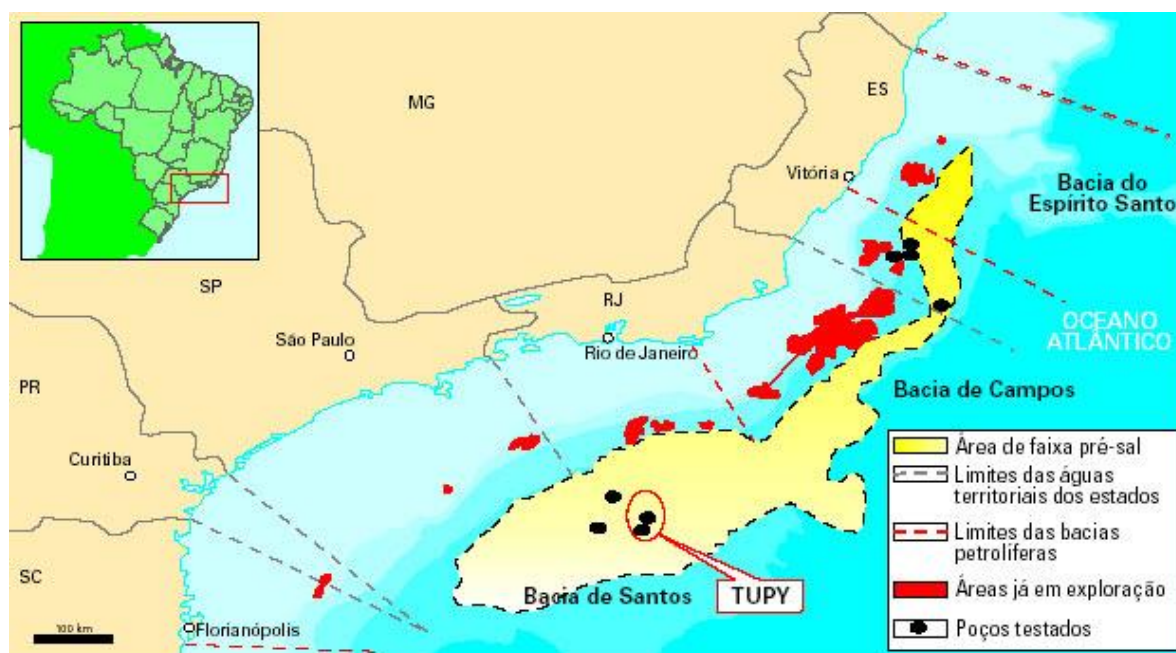 MG
ES
Vitória
Bacia do
Espírito Santo
SP
RJ
OCEANO
ATLÂNTICO
São Paulo
Rio de Janeiro
PR
Bacia de Campos
Curitiba
SC
Bacia de Santos
TUPY
Florianópolis
100 km
Área de faixa pré-sal
Limites das águas
territoriais dos estados
Limites das bacias
petrolíferas
Áreas já em exploração
Poços testados